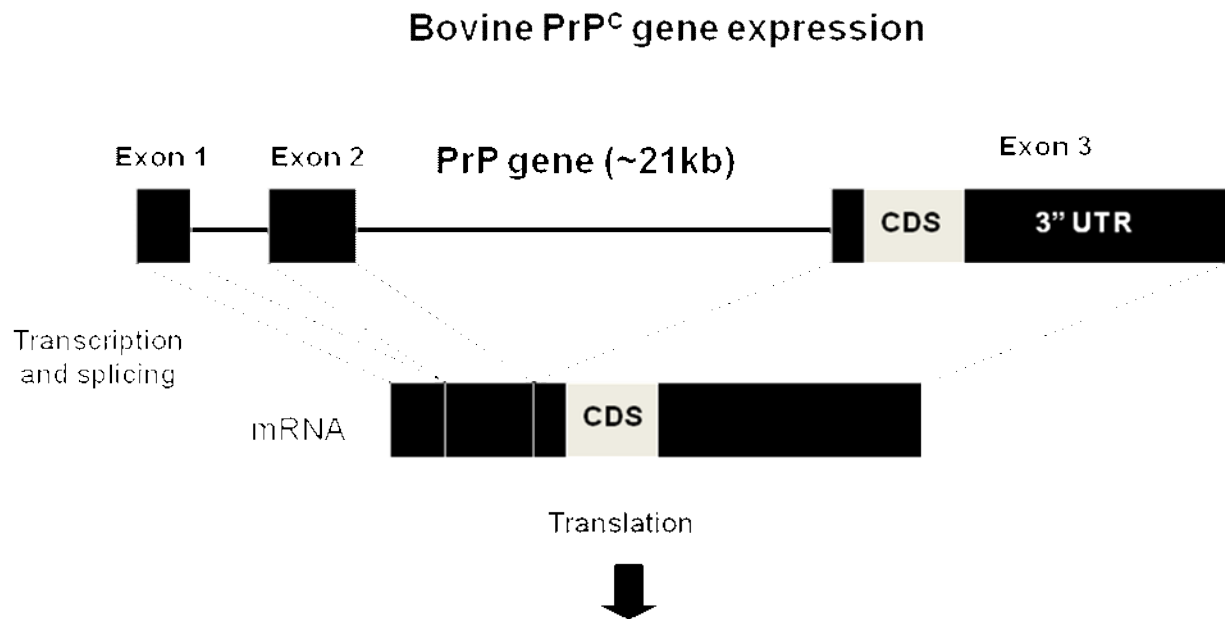 Bovine PrPᶜ gene expression
Exon 1
Exon 2
PrP gene (~21kb)
Exon 3
CDS
3” UTR
Transcription
and splicing
mRNA
CDS
Translation